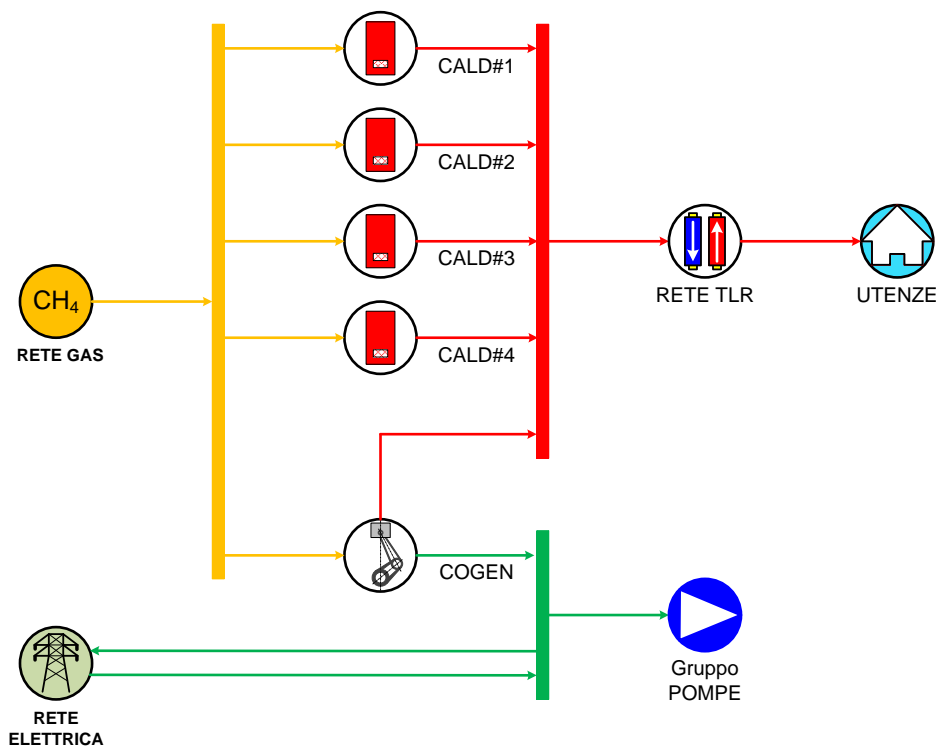 CALD#1
CALD#2
CALD#3
CH₄
RETE TLR
UTENZE
RETE GAS
CALD#4
COGEN
Gruppo
POMPE
RETE
ELETTRICA